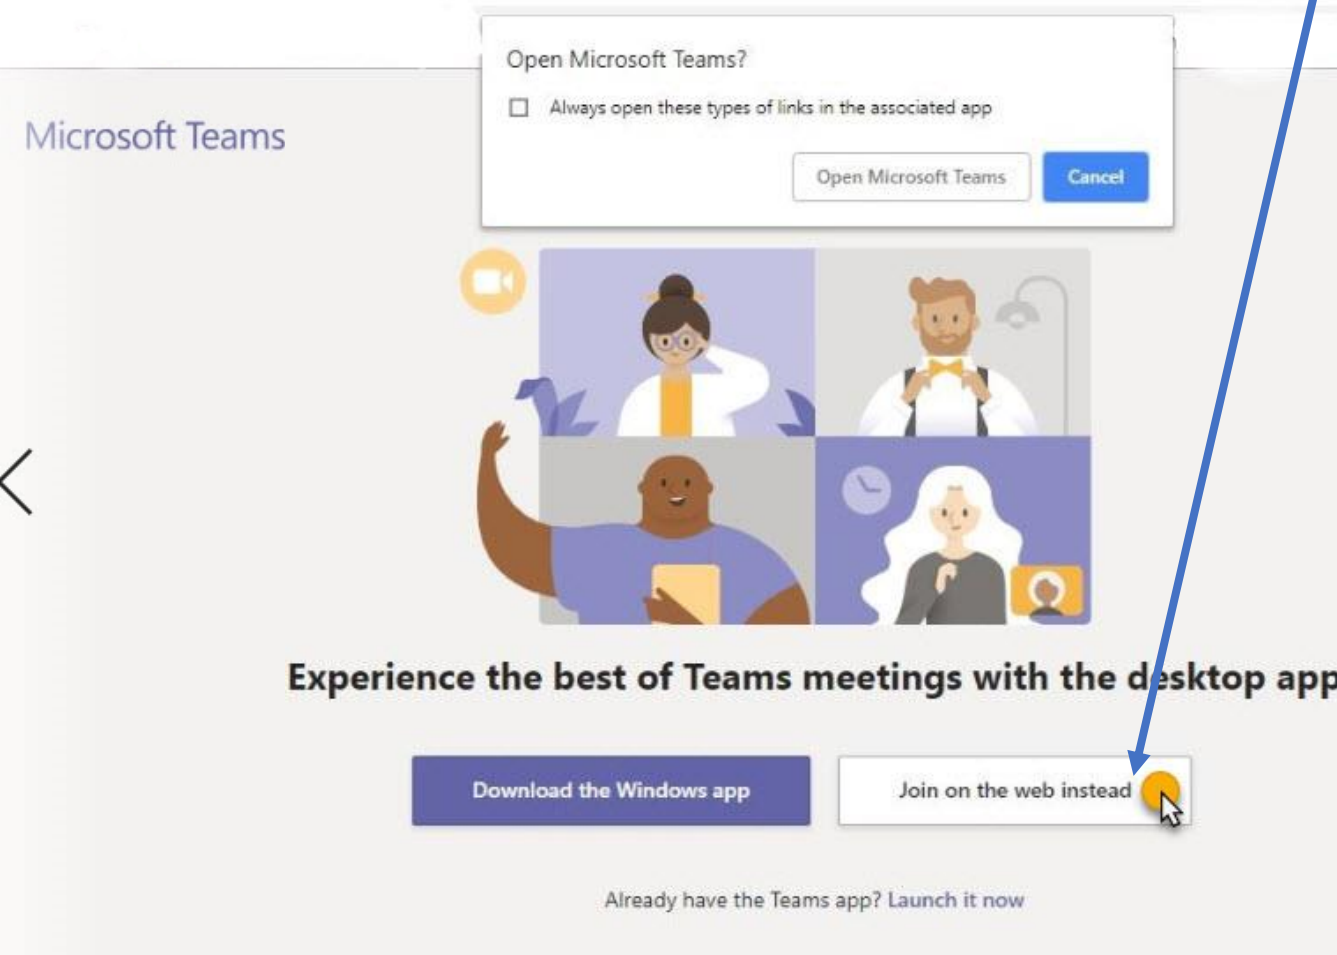 Open Microsoft Teams?
Always open these types of links in the associated app
Microsoft Teams
Open Microsoft Teams
Cancel
Experience the best of Teams meetings with the desktop app
Download the Windows app
Join on the web instead
Already have the Teams app? Launch it now